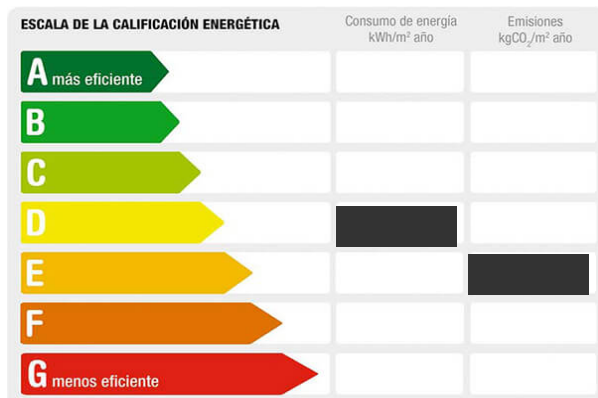 ESCALA DE LA CALIFICACIÓN ENERGÉTICA
Consumo de energía
kWh/m² año
Emisiones
kgCO₂/m² año
A más eficiente
B
C
D
E
F
G menos eficiente